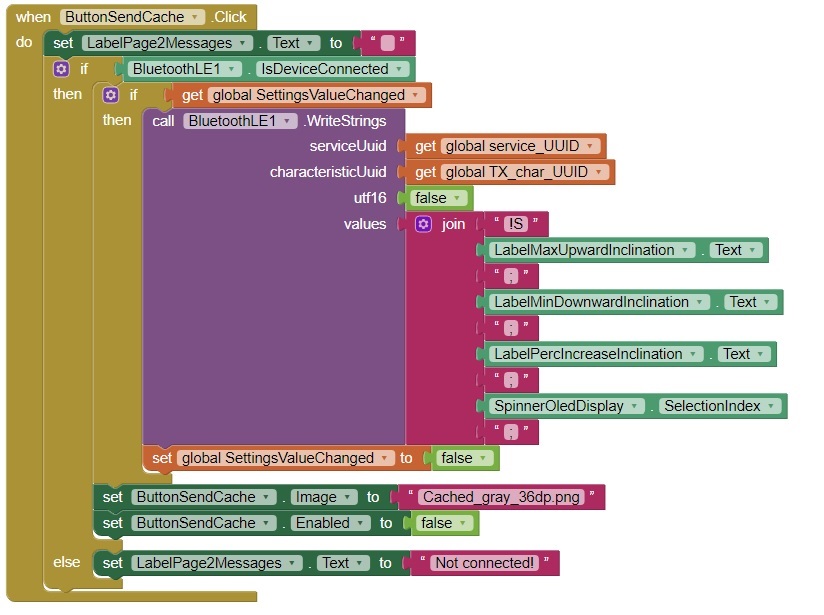 when ButtonSendCache .Click
do set LabelPage2Messages . Text to “ ”
if BluetoothLE1 . IsDeviceConnected
then if get global SettingsValueChanged
then call BluetoothLE1 .WriteStrings
serviceUuid get global service_UUID
characteristicUuid get global TX_char_UUID
utf16 false
values join “ !S ”
LabelMaxUpwardInclination . Text
“ ; ”
LabelMinDownwardInclination . Text
“ ; ”
LabelPercIncreaseInclination . Text
“ ; ”
SpinnerOledDisplay . SelectionIndex
“ ; ”
set global SettingsValueChanged to false
set ButtonSendCache . Image to “ Cached_gray_36dp.png ”
set ButtonSendCache . Enabled to false
else set LabelPage2Messages . Text to “ Not connected! ”